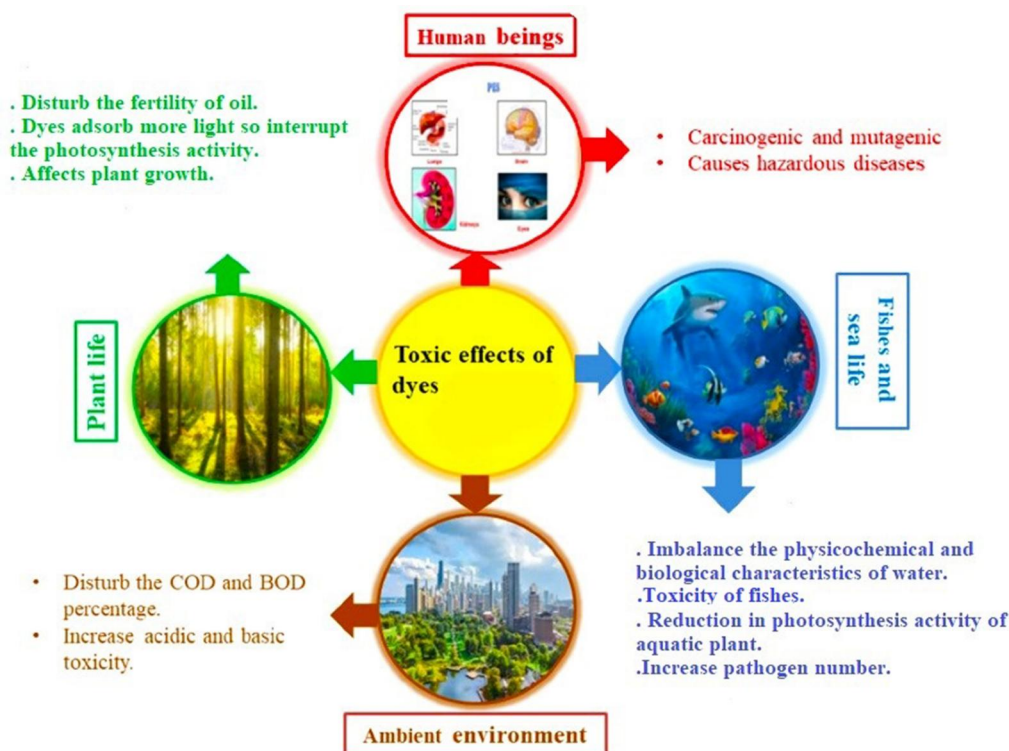 Human beings
PES
Lungs
Brain
Kidneys
Eyes
• Carcinogenic and mutagenic
• Causes hazardous diseases
. Disturb the fertility of oil.
. Dyes adsorb more light so interrupt
the photosynthesis activity.
. Affects plant growth.
Plant life
Toxic effects of
dyes
Fishes and
sea life
• Disturb the COD and BOD
percentage.
• Increase acidic and basic
toxicity.
. Imbalance the physicochemical and
biological characteristics of water.
.Toxicity of fishes.
. Reduction in photosynthesis activity of
aquatic plant.
.Increase pathogen number.
Ambient environment